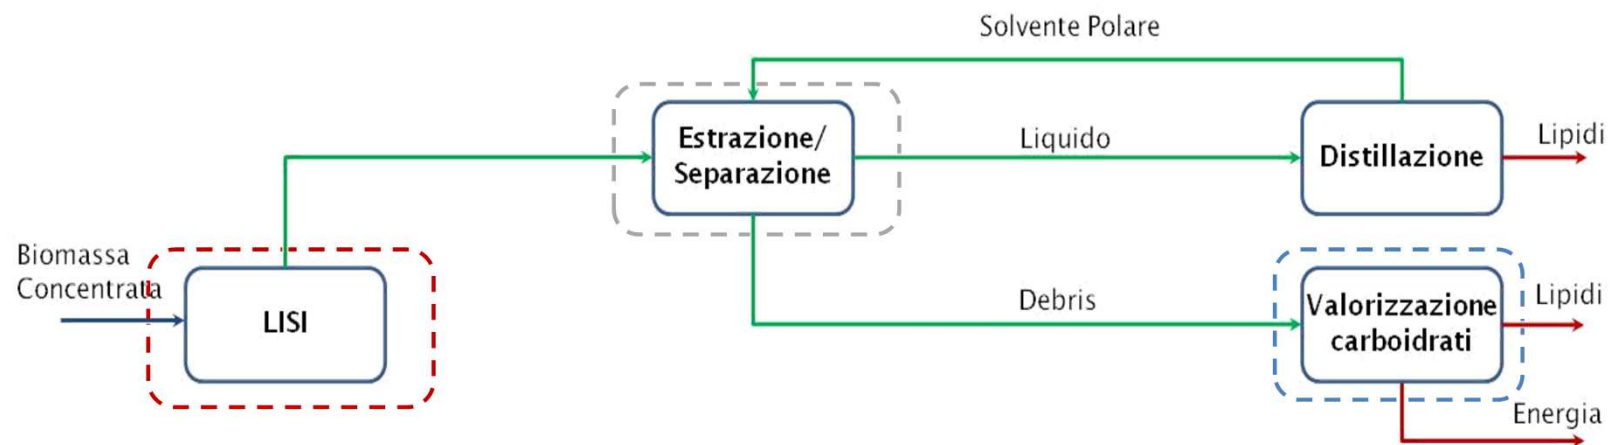 Solvente Polare
Estrazione/
Separazione
Liquido
Distillazione
Lipidi
Biomassa
Concentrata
LISI
Debris
Valorizzazione
carboidrati
Lipidi
Energia